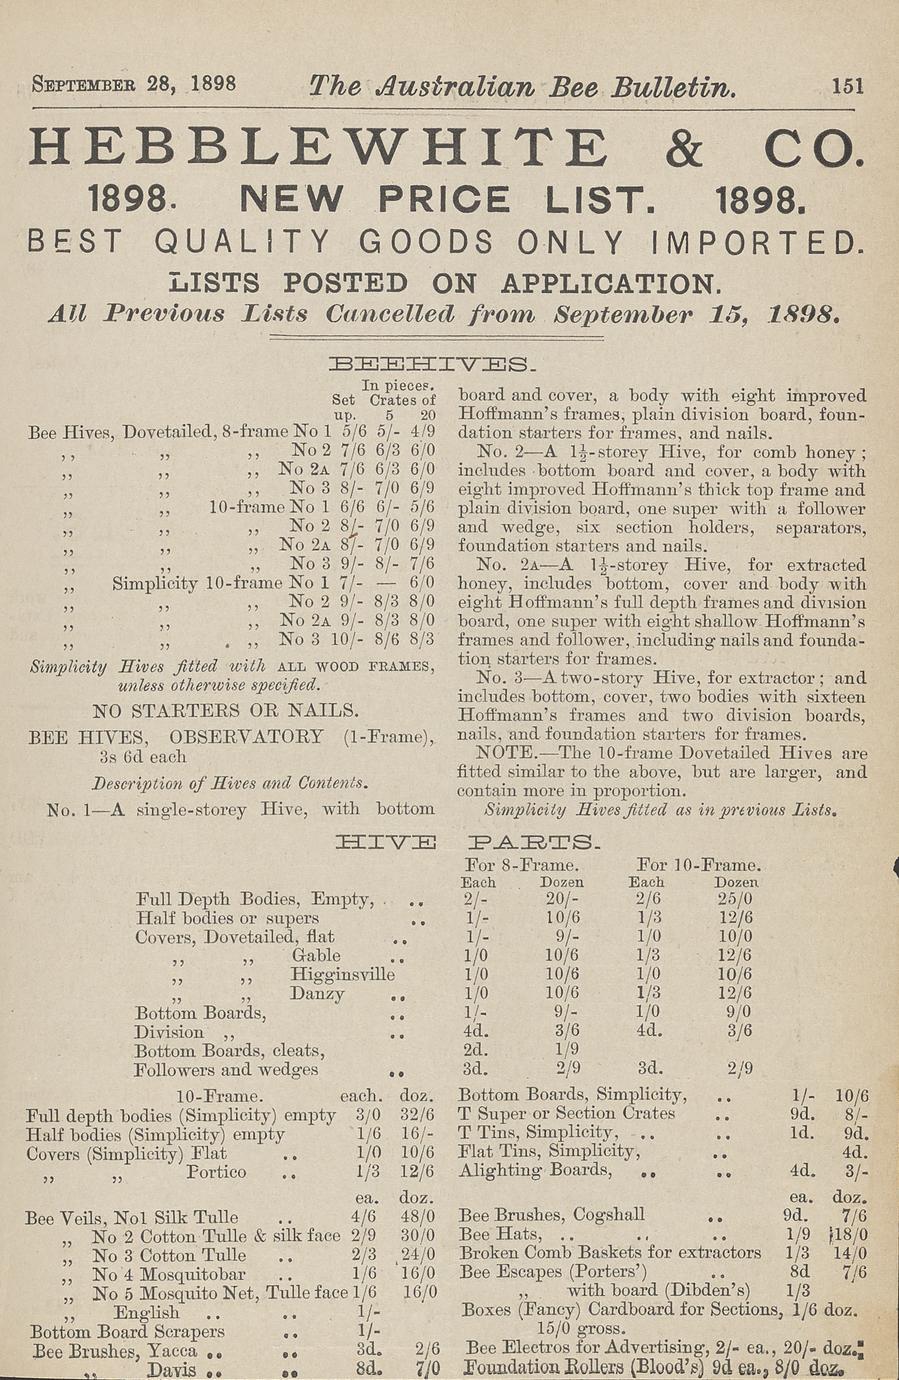 September 28, 1898 The Australian Bee Bulletin. 151
HEBBLEWHITE & CO.
1898. NEW PRICE LIST. 1898.
BEST QUALITY GOODS ONLY IMPORTED.
LISTS POSTED ON APPLICATION.
All Previous Lists Cancelled from September 15, 1898.
BEEHIVES.
In pieces.
Set Crates of
up. 5 20
Bee Hives, Dovetailed, 8-frame No 1 5/6 5/- 4/9
,, ,, ,, No 2 7/6 6/3 6/0
,, ,, ,, No 2A 7/6 6/3 6/0
,, ,, ,, No 3 8/- 7/0 6/9
,, ,, 10-frame No 1 6/6 6/- 5/6
,, ,, ,, No 2 8/- 7/0 6/9
,, ,, ,, No 2A 8/- 7/0 6/9
,, ,, ,, No 3 9/- 8/- 7/6
,, Simplicity 10-frame No 1 7/- — 6/0
,, ,, ,, No 2 9/- 8/3 8/0
,, ,, ,, No 2A 9/- 8/3 8/0
,, ,, ,, No 3 10/- 8/6 8/3
Simplicity Hives fitted with ALL WOOD FRAMES,
unless otherwise specified.
NO STARTERS OR NAILS.
BEE HIVES, OBSERVATORY (1-Frame),
3s 6d each
Description of Hives and Contents.
No. 1—A single-storey Hive, with bottom
board and cover, a body with eight improved
Hoffmann's frames, plain division board, foun-
dation starters for frames, and nails.
No. 2—A 1½-storey Hive, for comb honey;
includes bottom board and cover, a body with
eight improved Hoffmann's thick top frame and
plain division board, one super with a follower
and wedge, six section holders, separators,
foundation starters and nails.
No. 2A—A 1½-storey Hive, for extracted
honey, includes bottom, cover and body with
eight Hoffmann's full depth frames and division
board, one super with eight shallow Hoffmann's
frames and follower, including nails and founda-
tion starters for frames.
No. 3—A two-story Hive, for extractor; and
includes bottom, cover, two bodies with sixteen
Hoffmann's frames and two division boards,
nails, and foundation starters for frames.
NOTE.—The 10-frame Dovetailed Hives are
fitted similar to the above, but are larger, and
contain more in proportion.
Simplicity Hives fitted as in previous Lists.
HIVE PARTS.
For 8-Frame. For 10-Frame.
Each Dozen Each Dozen
Full Depth Bodies, Empty, .. 2/- 20/- 2/6 25/0
Half bodies or supers .. 1/- 10/6 1/3 12/6
Covers, Dovetailed, flat .. 1/- 9/- 1/0 10/0
,, ,, Gable .. 1/0 10/6 1/3 12/6
,, ,, Higginsville 1/0 10/6 1/0 10/6
,, ,, Danzy .. 1/0 10/6 1/3 12/6
Bottom Boards, .. 1/- 9/- 1/0 9/0
Division ,, .. 4d. 3/6 4d. 3/6
Bottom Boards, cleats, 2d. 1/9
Followers and wedges .. 3d. 2/9 3d. 2/9
10-Frame. each. doz.
Full depth bodies (Simplicity) empty 3/0 32/6
Half bodies (Simplicity) empty 1/6 16/-
Covers (Simplicity) Flat .. 1/0 10/6
,, ,, Portico .. 1/3 12/6
Bottom Boards, Simplicity, .. 1/- 10/6
T Super or Section Crates .. 9d. 8/-
T Tins, Simplicity, .. .. 1d. 9d.
Flat Tins, Simplicity, .. 4d.
Alighting Boards, .. .. 4d. 3/-
ea. doz.
Bee Veils, No1 Silk Tulle .. 4/6 48/0
,, No 2 Cotton Tulle & silk face 2/9 30/0
,, No 3 Cotton Tulle .. 2/3 24/0
,, No 4 Mosquitobar .. 1/6 16/0
,, No 5 Mosquito Net, Tulle face 1/6 16/0
,, English .. .. 1/-
Bottom Board Scrapers .. 1/-
Bee Brushes, Yacca .. .. 3d. 2/6
,, Davis .. .. 8d. 7/0
ea. doz.
Bee Brushes, Cogshall .. 9d. 7/6
Bee Hats, .. .. .. 1/9 18/0
Broken Comb Baskets for extractors 1/3 14/0
Bee Escapes (Porters') .. 8d 7/6
,, with board (Dibden's) 1/3
Boxes (Fancy) Cardboard for Sections, 1/6 doz.
15/0 gross.
Bee Electros for Advertising, 2/- ea., 20/- doz.
Foundation Rollers (Blood's) 9d ea., 8/0 doz.